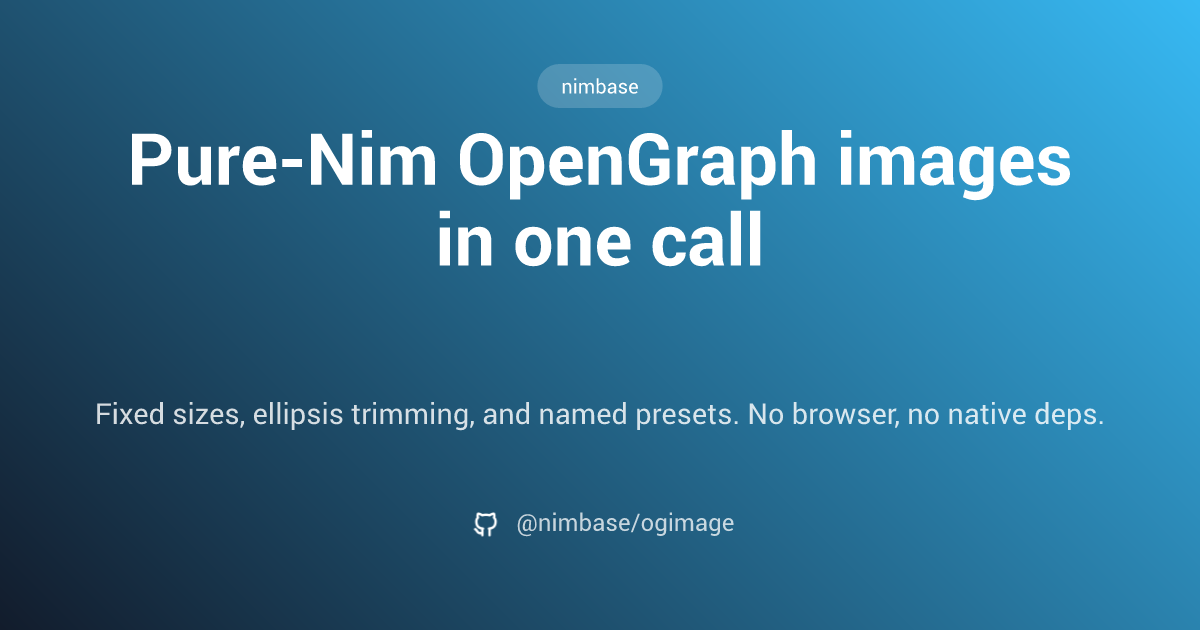 nimbase
Pure-Nim OpenGraph images
in one call
Fixed sizes, ellipsis trimming, and named presets. No browser, no native deps.
@nimbase/ogimage